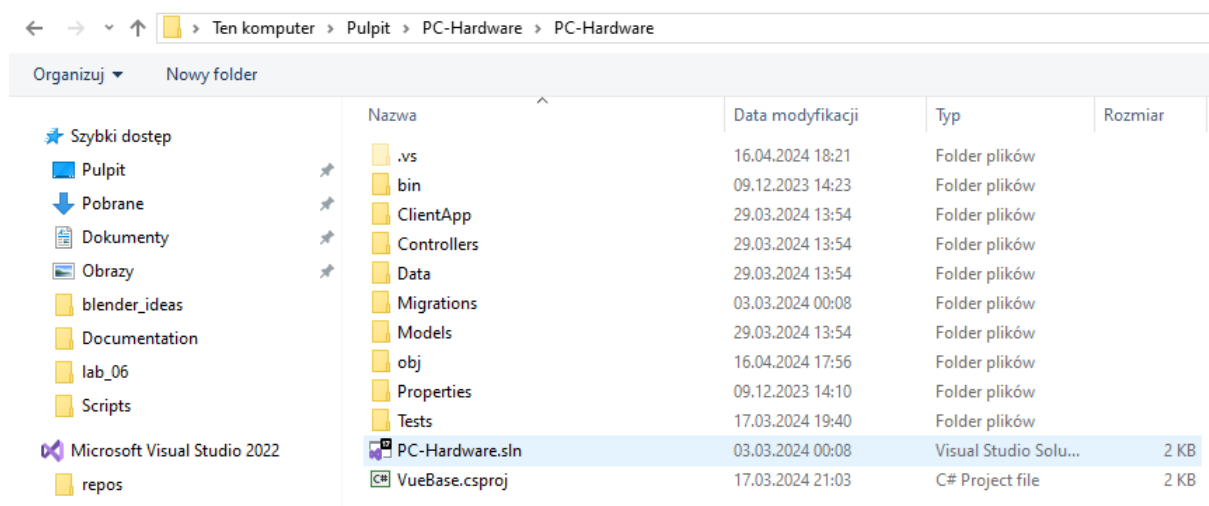 Ten komputer > Pulpit > PC-Hardware > PC-Hardware
Organizuj Nowy folder
Szybki dostęp
Pulpit
Pobrane
Dokumenty
Obrazy
blender_ideas
Documentation
lab_06
Scripts
Microsoft Visual Studio 2022
repos
Nazwa Data modyfikacji Typ Rozmiar
.vs 16.04.2024 18:21 Folder plików
bin 09.12.2023 14:23 Folder plików
ClientApp 29.03.2024 13:54 Folder plików
Controllers 29.03.2024 13:54 Folder plików
Data 29.03.2024 13:54 Folder plików
Migrations 03.03.2024 00:08 Folder plików
Models 29.03.2024 13:54 Folder plików
obj 16.04.2024 17:56 Folder plików
Properties 09.12.2023 14:10 Folder plików
Tests 17.03.2024 19:40 Folder plików
PC-Hardware.sln 03.03.2024 00:08 Visual Studio Solu... 2 KB
VueBase.csproj 17.03.2024 21:03 C# Project file 2 KB